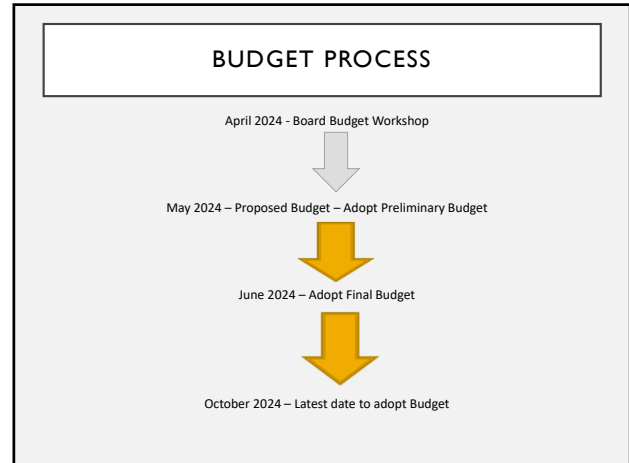 BUDGET PROCESS
April 2024 - Board Budget Workshop
May 2024 – Proposed Budget – Adopt Preliminary Budget
June 2024 – Adopt Final Budget
October 2024 – Latest date to adopt Budget